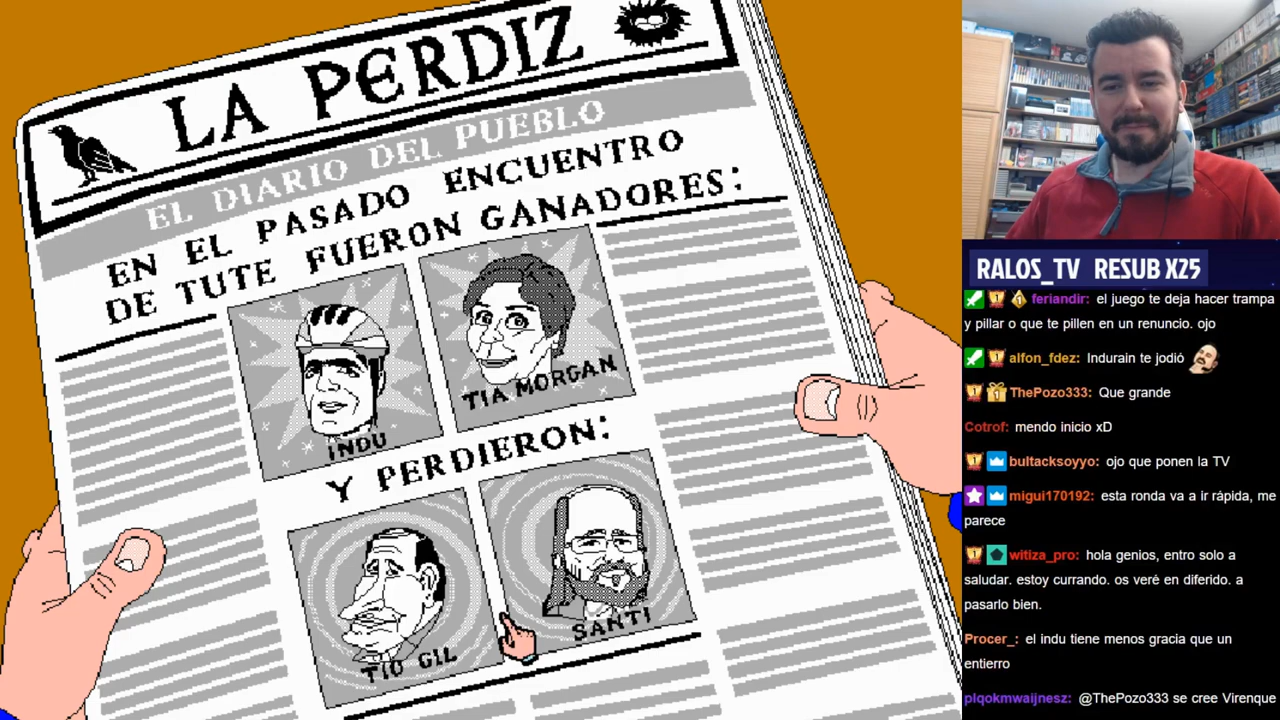 LA PERDIZ
EL DIARIO DEL PUEBLO
EN EL PASADO ENCUENTRO
DE TUTE FUERON GANADORES:
INDU
TIA MORGAN
Y PERDIERON:
TIO GIL
SANTI
RALOS_TV RESUB X25
feriandir: el juego te deja hacer trampa
y pillar o que te pillen en un renuncio. ojo
alfon_fdez: Indurain te jodió
ThePozo333: Que grande
Cotrof: mendo inicio xD
bultacksoyyo: ojo que ponen la TV
migui170192: esta ronda va a ir rápida, me
parece
witiza_pro: hola genios, entro solo a
saludar. estoy currando. os veré en diferido. a
pasarlo bien.
Procer_: el indu tiene menos gracia que un
entierro
plqokmwaijnesz: @ThePozo333 se cree Virenque